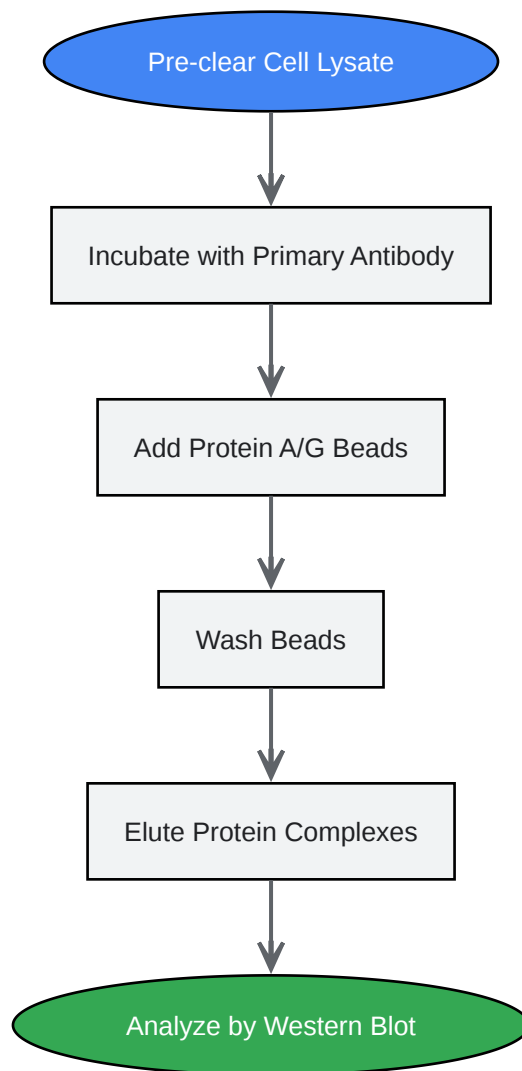 Pre-clear Cell Lysate
Incubate with Primary Antibody
Add Protein A/G Beads
Wash Beads
Elute Protein Complexes
Analyze by Western Blot